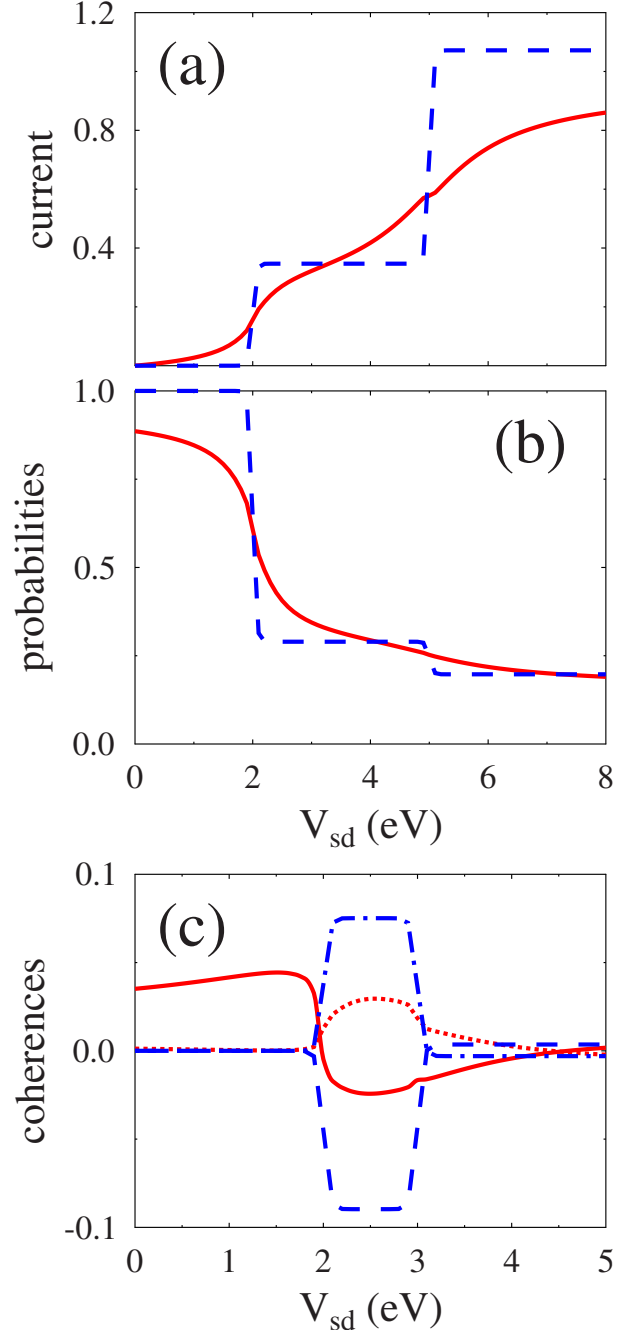 1.2
(a)
0.8
current
0.4
1.0
(b)
probabilities
0.5
0.0
0 2 4 6 8
V_sd (eV)
0.1
(c)
coherences
0.0
-0.1
0 1 2 3 4 5
V_sd (eV)